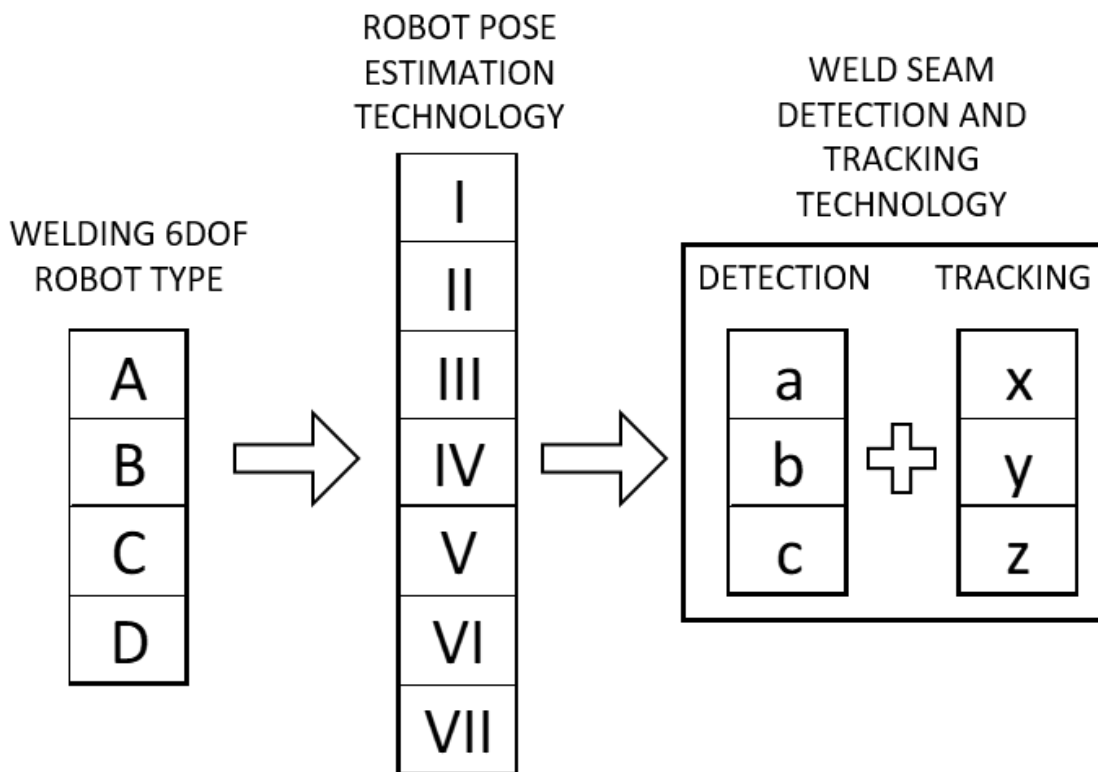 WELDING 6DOF
ROBOT TYPE
A
B
C
D
ROBOT POSE
ESTIMATION
TECHNOLOGY
I
II
III
IV
V
VI
VII
WELD SEAM
DETECTION AND
TRACKING
TECHNOLOGY
DETECTION
a
b
c
TRACKING
x
y
z